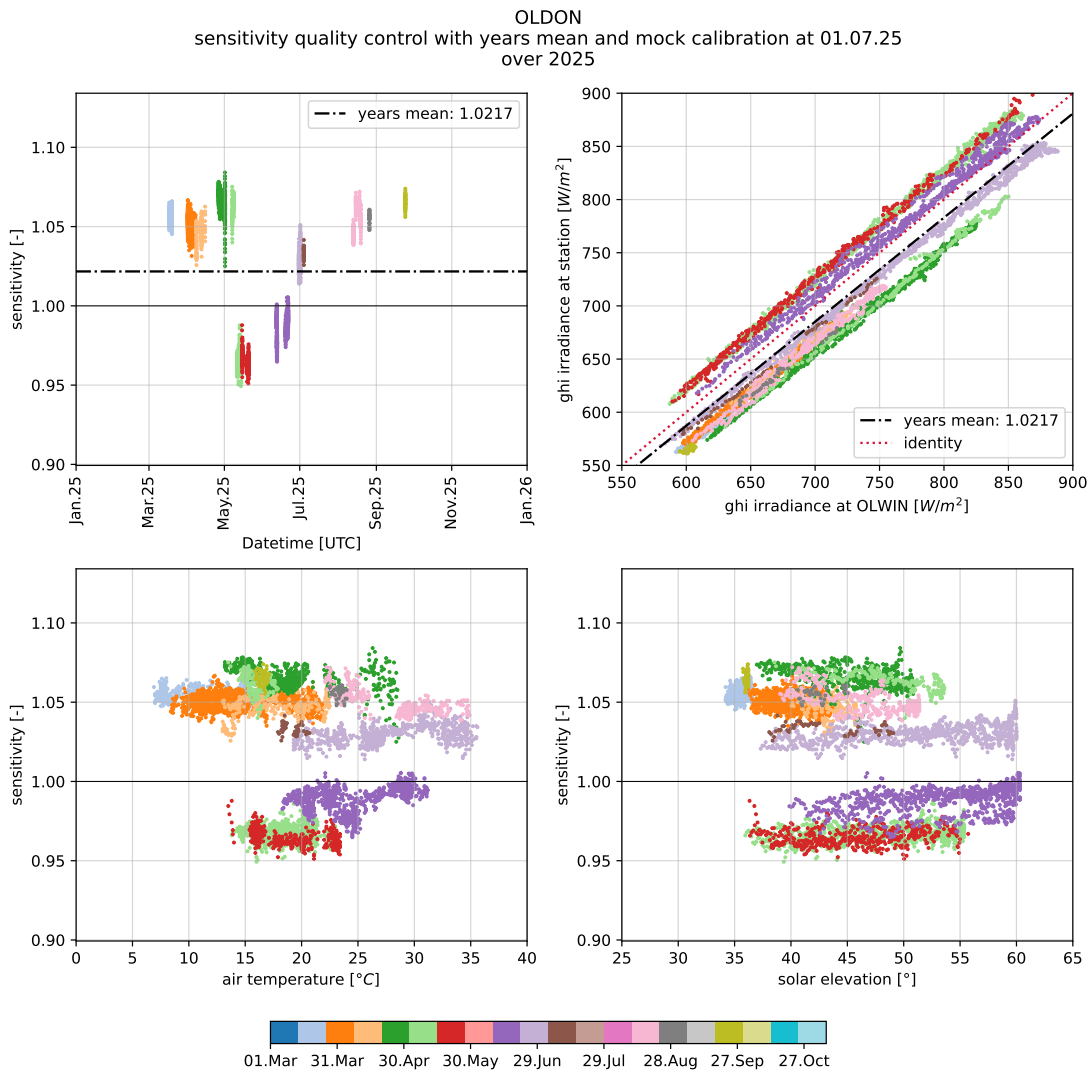 OLDON
sensitivity quality control with years mean and mock calibration at 01.07.25
over 2025
years mean: 1.0217
1.10
1.05
1.00
0.95
0.90
sensitivity [-]
Jan.25
Mar.25
May.25
Jul.25
Sep.25
Nov.25
Jan.26
Datetime [UTC]
900
850
800
750
700
650
600
550
ghi irradiance at station [W/m²]
years mean: 1.0217
identity
550 600 650 700 750 800 850 900
ghi irradiance at OLWIN [W/m²]
1.10
1.05
1.00
0.95
0.90
sensitivity [-]
0 5 10 15 20 25 30 35 40
air temperature [°C]
1.10
1.05
1.00
0.95
0.90
sensitivity [-]
25 30 35 40 45 50 55 60 65
solar elevation [°]
01.Mar 31.Mar 30.Apr 30.May 29.Jun 29.Jul 28.Aug 27.Sep 27.Oct